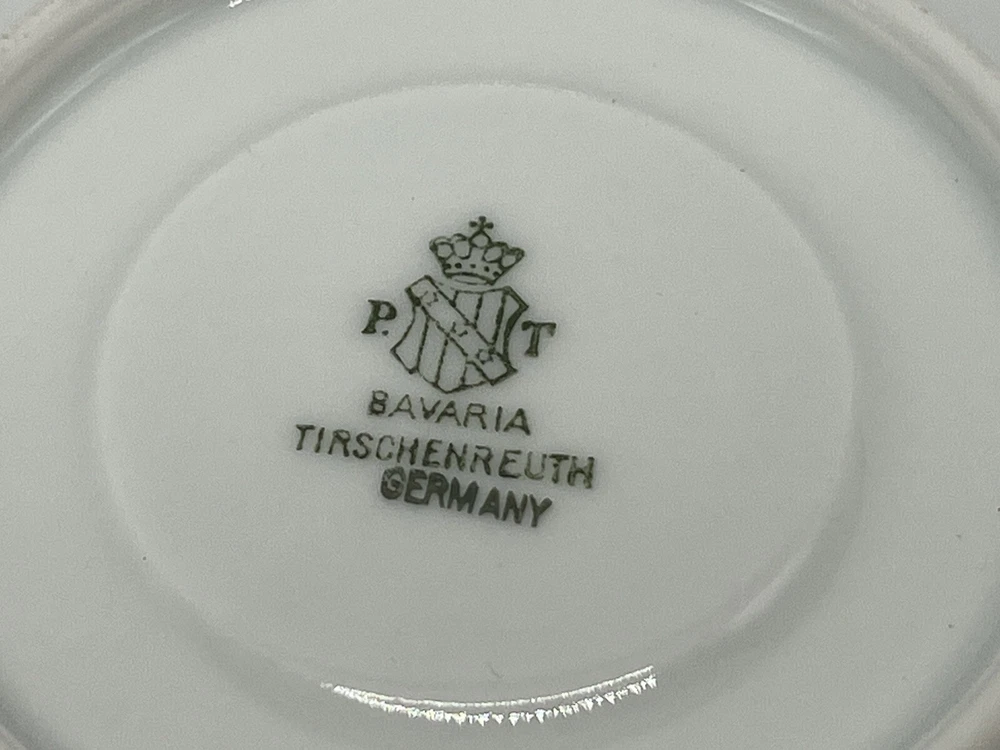 P. T
BAVARIA
TIRSCHENREUTH
GERMANY